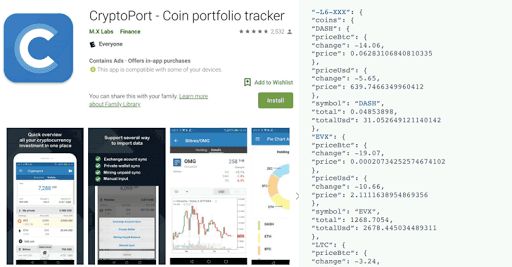 CryptoPort - Coin portfolio tracker
M.X Labs Finance
2,532
Everyone
Contains Ads · Offers in-app purchases
This app is compatible with some of your devices.
Add to Wishlist
You can share this with your family. Learn more
about Family Library
Install
Quick overview
all your cryptocurrency
investment in one place
Support several way
to import data
Exchange account sync
Private wallet sync
Mining unpaid sync
Manual input
Bittrex/OMG
OMG
258
Pie Chart A
"-L6-XXX": {
"coins": {
"DASH": {
"priceBtc": {
"change": -14.06,
"price": 0.06283106840810335
},
"priceUsd": {
"change": -5.65,
"price": 639.7466349960412
},
"symbol": "DASH",
"total": 0.04853898,
"totalUsd": 31.052649121140142
},
"EVX": {
"priceBtc": {
"change": -19.07,
"price": 0.00020734252574674102
},
"priceUsd": {
"change": -10.66,
"price": 2.1111638954869356
},
"symbol": "EVX",
"total": 1268.7054,
"totalUsd": 2678.445034489311
},
"LTC": {
"priceBtc": {
"change": -3.24,